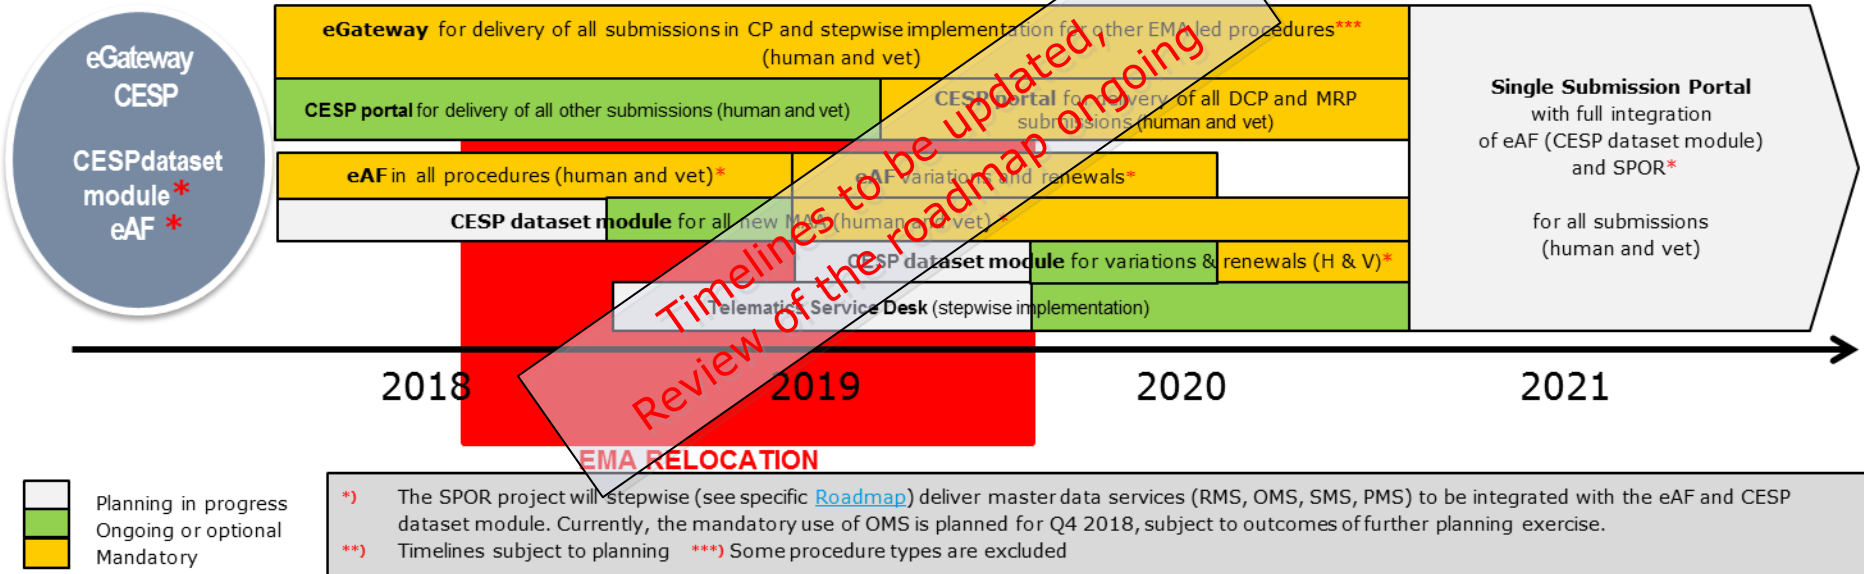 eGateway
CESP
CESPdataset
module*
eAF *
eGateway for delivery of all submissions in CP and stepwise implementation for other EMA led procedures***
(human and vet)
CESP portal for delivery of all other submissions (human and vet)
CESP portal for delivery of all DCP and MRP
submissions (human and vet)
eAF in all procedures (human and vet)*
eAF variations and renewals*
CESP dataset module for all new MAA (human and vet) *
CESP dataset module for variations & renewals (H & V)*
Telematics Service Desk (stepwise implementation)
Single Submission Portal
with full integration
of eAF (CESP dataset module)
and SPOR*
for all submissions
(human and vet)
Timelines to be updated,
Review of the roadmap ongoing
2018
2019
2020
2021
EMA RELOCATION
Planning in progress
Ongoing or optional
Mandatory
*) The SPOR project will stepwise (see specific Roadmap) deliver master data services (RMS, OMS, SMS, PMS) to be integrated with the eAF and CESP
dataset module. Currently, the mandatory use of OMS is planned for Q4 2018, subject to outcomes of further planning exercise.
**) Timelines subject to planning ***) Some procedure types are excluded